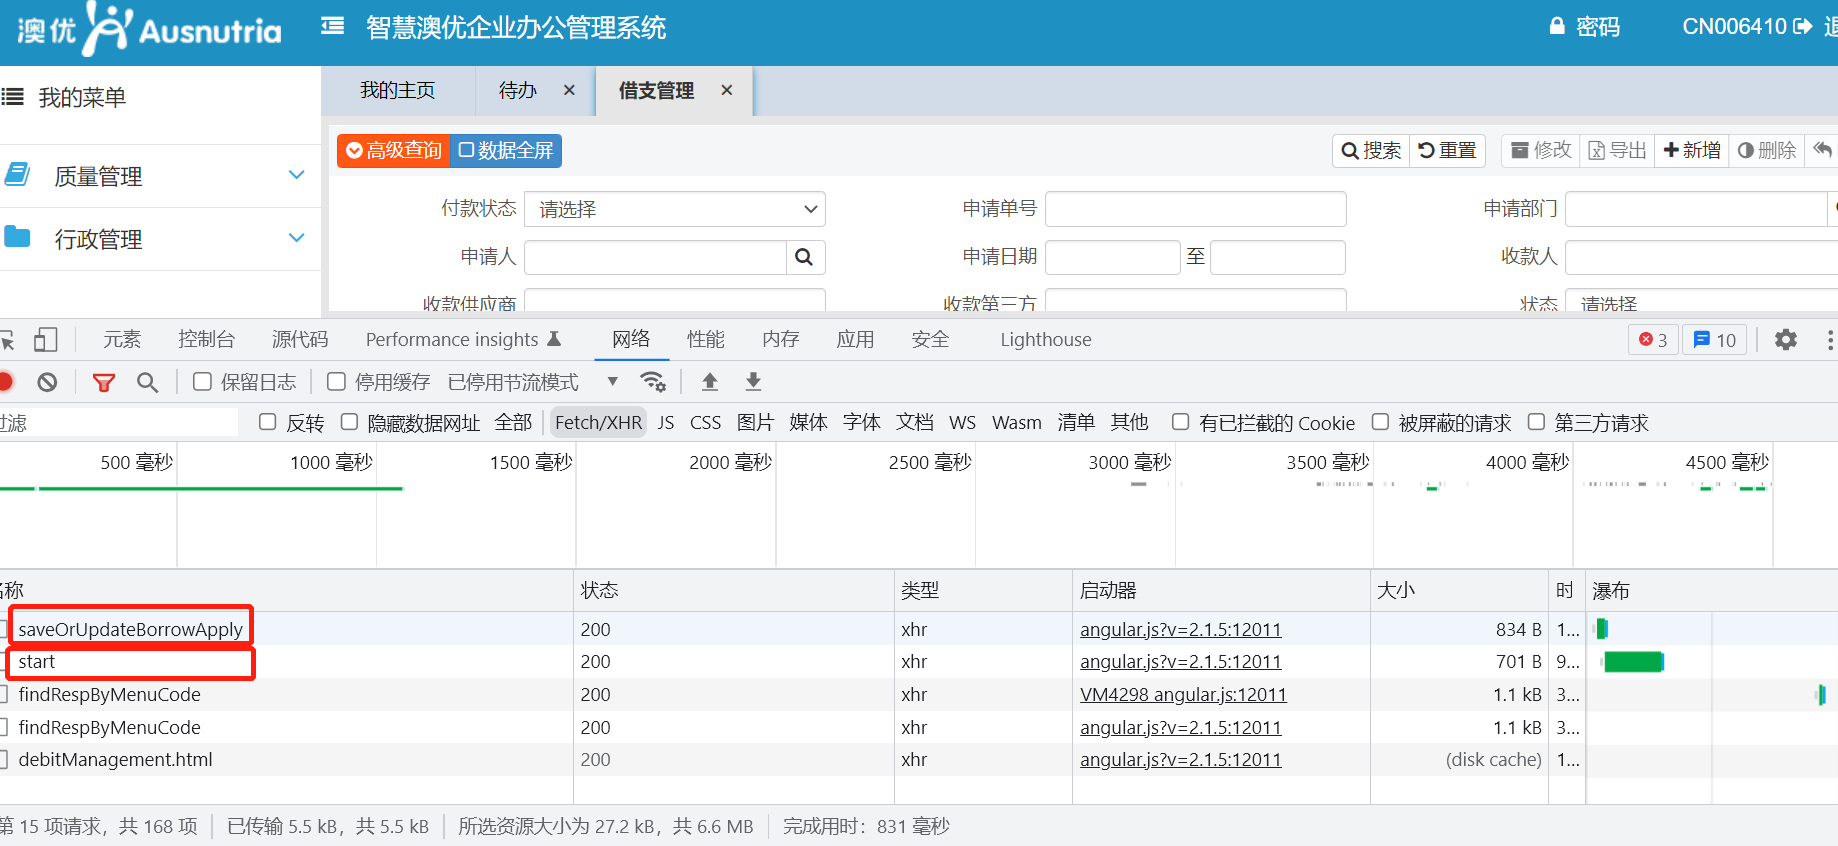 澳优 Ausnutria 智慧澳优企业办公管理系统 密码 CN006410
我的菜单
质量管理
行政管理
我的主页 待办 × 借支管理 ×
高级查询 数据全屏 搜索 重置 修改 导出 新增 删除
付款状态 请选择 申请单号 申请部门
申请人 申请日期 至 收款人
收款供应商 收款第三方 状态 请选择
元素 控制台 源代码 Performance insights 网络 性能 内存 应用 安全 Lighthouse 3 10
保留日志 停用缓存 已停用节流模式
过滤 反转 隐藏数据网址 全部 Fetch/XHR JS CSS 图片 媒体 字体 文档 WS Wasm 清单 其他 有已拦截的 Cookie 被屏蔽的请求 第三方请求
500 毫秒 1000 毫秒 1500 毫秒 2000 毫秒 2500 毫秒 3000 毫秒 3500 毫秒 4000 毫秒 4500 毫秒
名称 状态 类型 启动器 大小 时 瀑布
saveOrUpdateBorrowApply 200 xhr angular.js?v=2.1.5:12011 834 B 1...
start 200 xhr angular.js?v=2.1.5:12011 701 B 9...
findRespByMenuCode 200 xhr VM4298 angular.js:12011 1.1 kB 3...
findRespByMenuCode 200 xhr angular.js?v=2.1.5:12011 1.1 kB 3...
debitManagement.html 200 xhr angular.js?v=2.1.5:12011 (disk cache) 1...
第 15 项请求，共 168 项 已传输 5.5 kB，共 5.5 kB 所选资源大小为 27.2 kB，共 6.6 MB 完成用时：831 毫秒